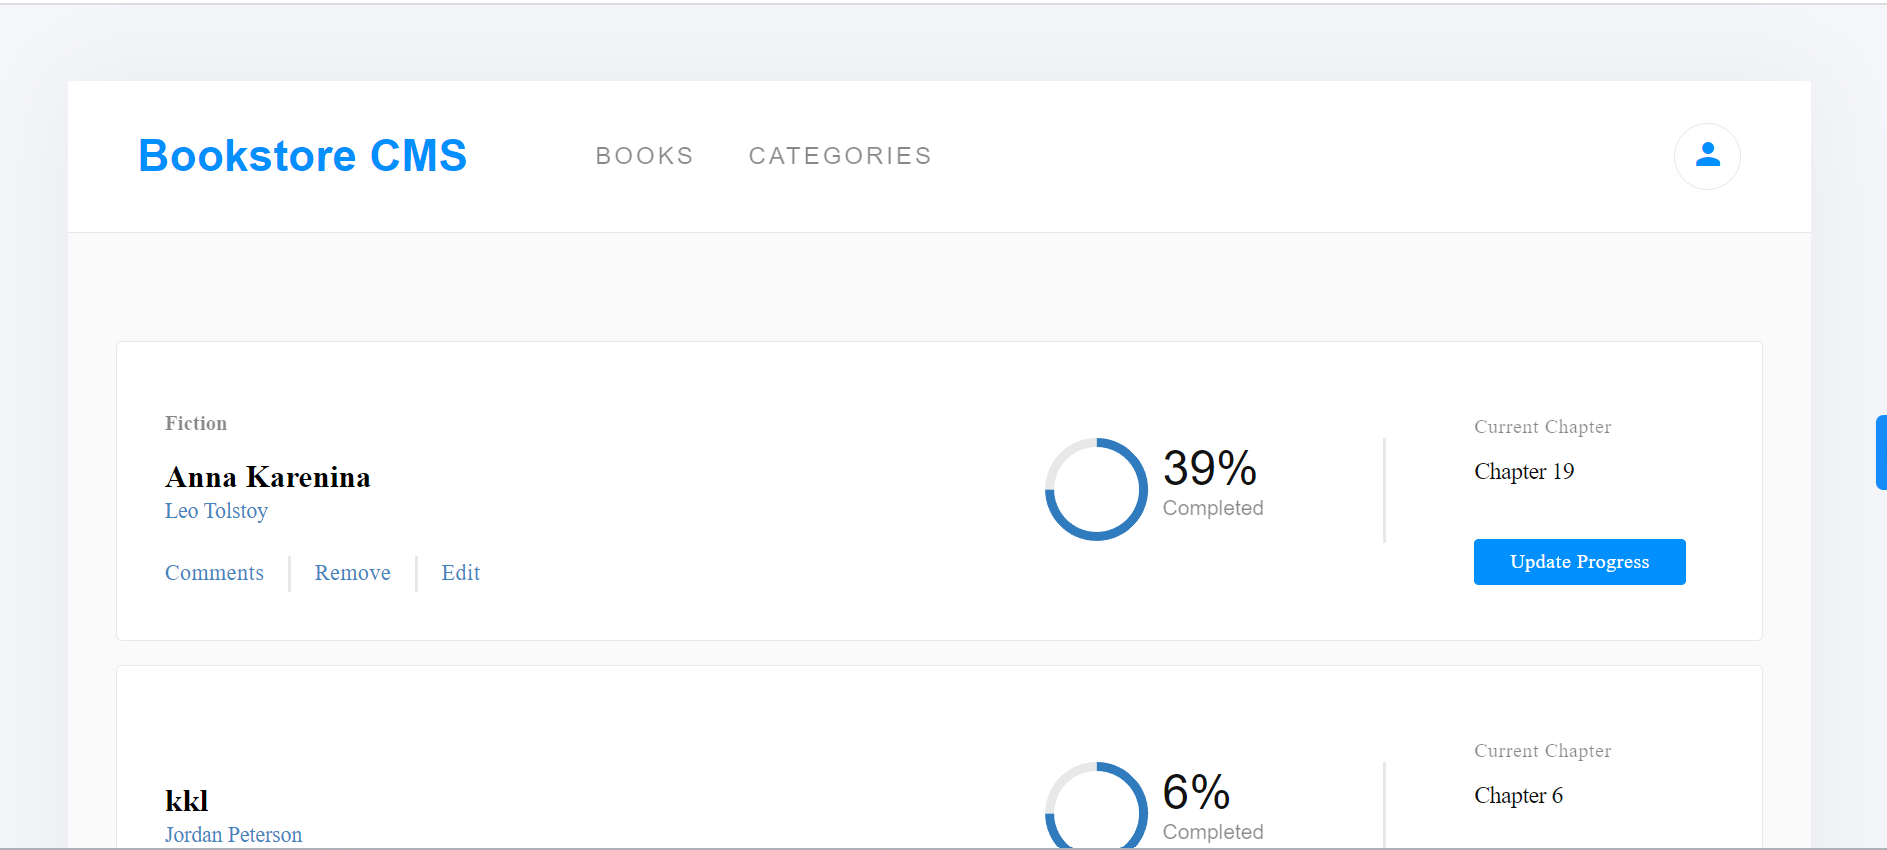 Bookstore CMS
BOOKS
CATEGORIES
Fiction
Anna Karenina
Leo Tolstoy
Comments
Remove
Edit
39%
Completed
Current Chapter
Chapter 19
Update Progress
kkl
Jordan Peterson
6%
Completed
Current Chapter
Chapter 6